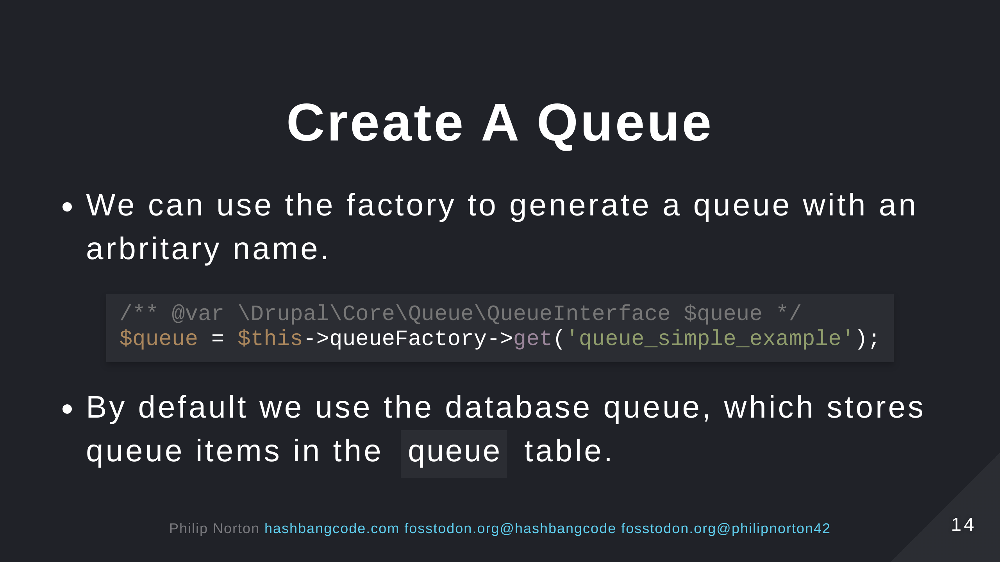 Create A Queue
• We can use the factory to generate a queue with an
arbritary name.
/** @var \Drupal\Core\Queue\QueueInterface $queue */
$queue = $this->queueFactory->get('queue_simple_example');
• By default we use the database queue, which stores
queue items in the queue table.
Philip Norton hashbangcode.com fosstodon.org@hashbangcode fosstodon.org@philipnorton42
14